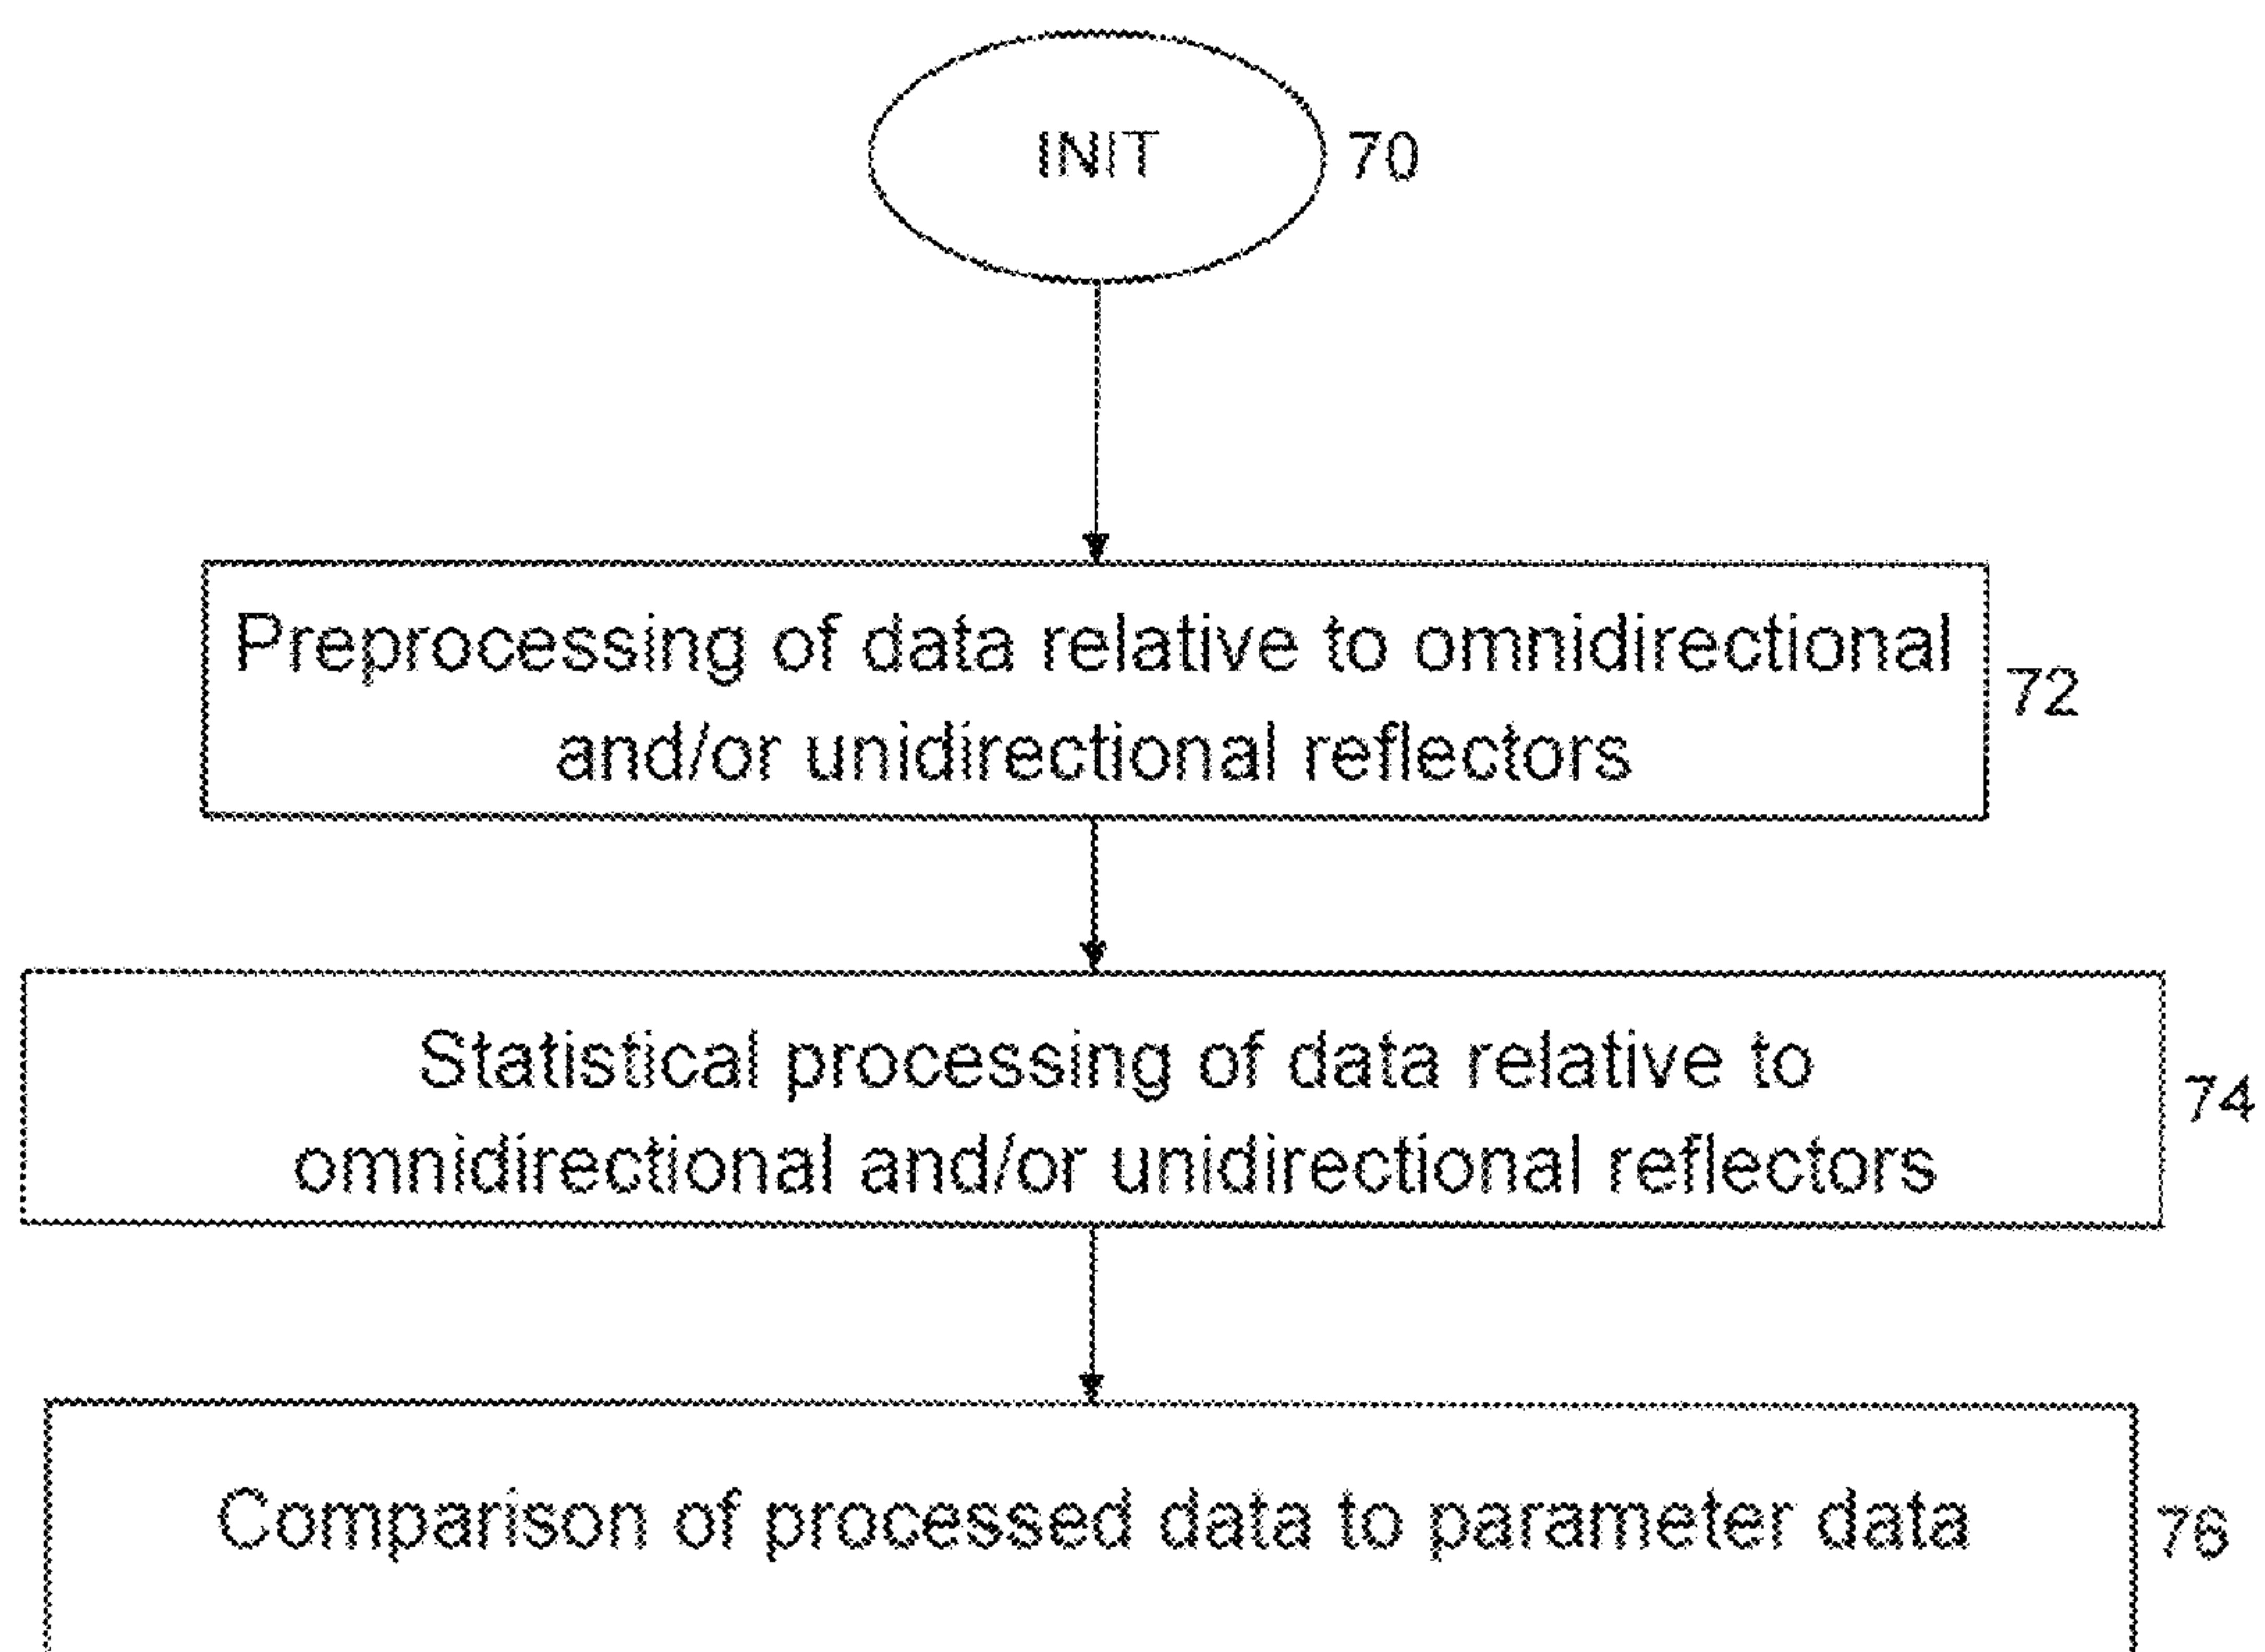 INIT 70
Preprocessing of data relative to omnidirectional
and/or unidirectional reflectors
72
Statistical processing of data relative to
omnidirectional and/or unidirectional reflectors
74
Comparison of processed data to parameter data
76